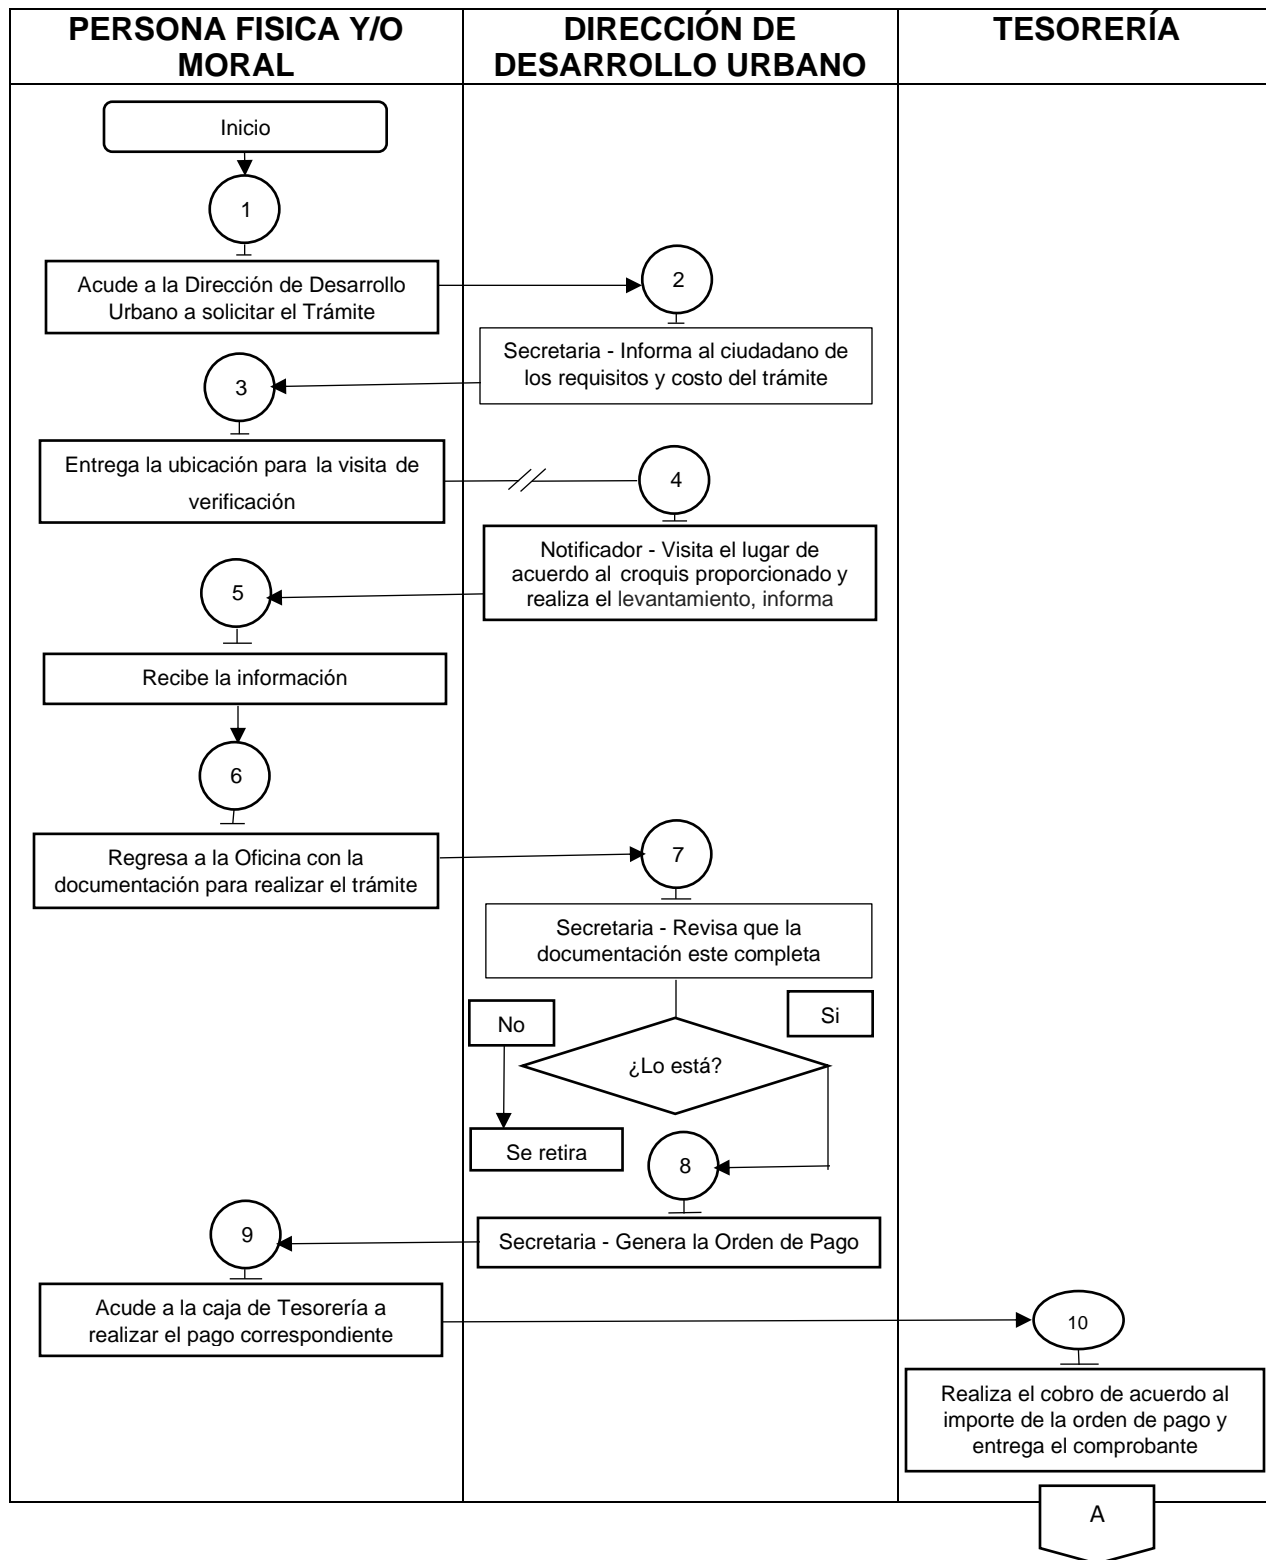 PERSONA FISICA Y/O
MORAL
DIRECCIÓN DE
DESARROLLO URBANO
TESORERÍA
Inicio
1
Acude a la Dirección de Desarrollo
Urbano a solicitar el Trámite
2
Secretaria - Informa al ciudadano de
los requisitos y costo del trámite
3
Entrega la ubicación para la visita de
verificación
4
Notificador - Visita el lugar de
acuerdo al croquis proporcionado y
realiza el levantamiento, informa
5
Recibe la información
6
Regresa a la Oficina con la
documentación para realizar el trámite
7
Secretaria - Revisa que la
documentación este completa
No
Si
¿Lo está?
Se retira
8
Secretaria - Genera la Orden de Pago
9
Acude a la caja de Tesorería a
realizar el pago correspondiente
10
Realiza el cobro de acuerdo al
importe de la orden de pago y
entrega el comprobante
A